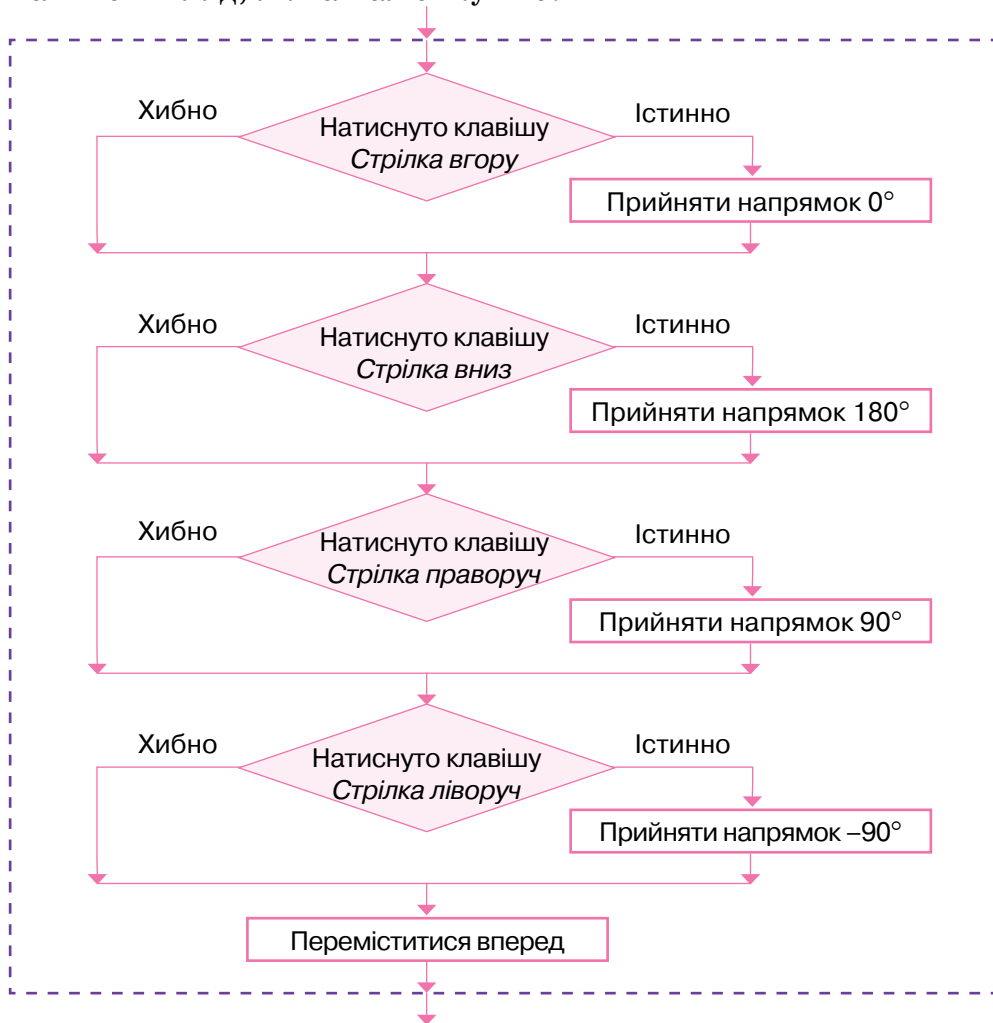 Хибно
Істинно
Натиснуто клавішу
Стрілка вгору
Прийняти напрямок 0°
Хибно
Істинно
Натиснуто клавішу
Стрілка вниз
Прийняти напрямок 180°
Хибно
Істинно
Натиснуто клавішу
Стрілка праворуч
Прийняти напрямок 90°
Хибно
Істинно
Натиснуто клавішу
Стрілка ліворуч
Прийняти напрямок –90°
Переміститися вперед